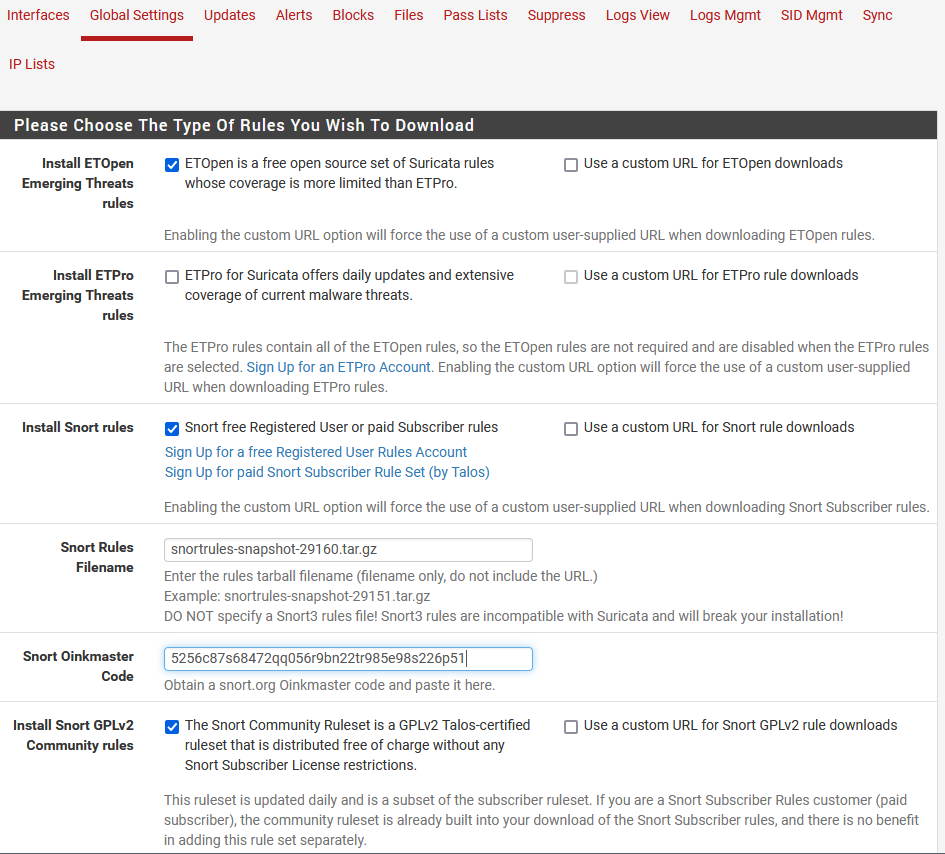 Interfaces Global Settings Updates Alerts Blocks Files Pass Lists Suppress Logs View Logs Mgmt SID Mgmt Sync
IP Lists
Please Choose The Type Of Rules You Wish To Download
Install ETOpen Emerging Threats rules
ETOpen is a free open source set of Suricata rules
whose coverage is more limited than ETPro.
Use a custom URL for ETOpen downloads
Enabling the custom URL option will force the use of a custom user-supplied URL when downloading ETOpen rules.
Install ETPro Emerging Threats rules
ETPro for Suricata offers daily updates and extensive
coverage of current malware threats.
Use a custom URL for ETPro rule downloads
The ETPro rules contain all of the ETOpen rules, so the ETOpen rules are not required and are disabled when the ETPro rules
are selected. Sign Up for an ETPro Account. Enabling the custom URL option will force the use of a custom user-supplied
URL when downloading ETPro rules.
Install Snort rules
Snort free Registered User or paid Subscriber rules
Use a custom URL for Snort rule downloads
Sign Up for a free Registered User Rules Account
Sign Up for paid Snort Subscriber Rule Set (by Talos)
Enabling the custom URL option will force the use of a custom user-supplied URL when downloading Snort Subscriber rules.
Snort Rules Filename
snortrules-snapshot-29160.tar.gz
Enter the rules tarball filename (filename only, do not include the URL.)
Example: snortrules-snapshot-29151.tar.gz
DO NOT specify a Snort3 rules file! Snort3 rules are incompatible with Suricata and will break your installation!
Snort Oinkmaster Code
5256c87s68472qq056r9bn22tr985e98s226p51
Obtain a snort.org Oinkmaster code and paste it here.
Install Snort GPLv2 Community rules
The Snort Community Ruleset is a GPLv2 Talos-certified
ruleset that is distributed free of charge without any
Snort Subscriber License restrictions.
Use a custom URL for Snort GPLv2 rule downloads
This ruleset is updated daily and is a subset of the subscriber ruleset. If you are a Snort Subscriber Rules customer (paid
subscriber), the community ruleset is already built into your download of the Snort Subscriber rules, and there is no benefit
in adding this rule set separately.